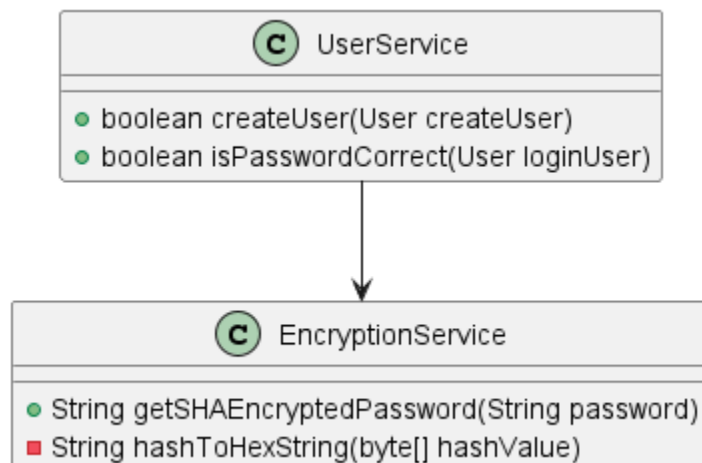 C UserService
boolean createUser(User createUser)
boolean isPasswordCorrect(User loginUser)
C EncryptionService
String getSHAEncryptedPassword(String password)
String hashToHexString(byte[] hashValue)